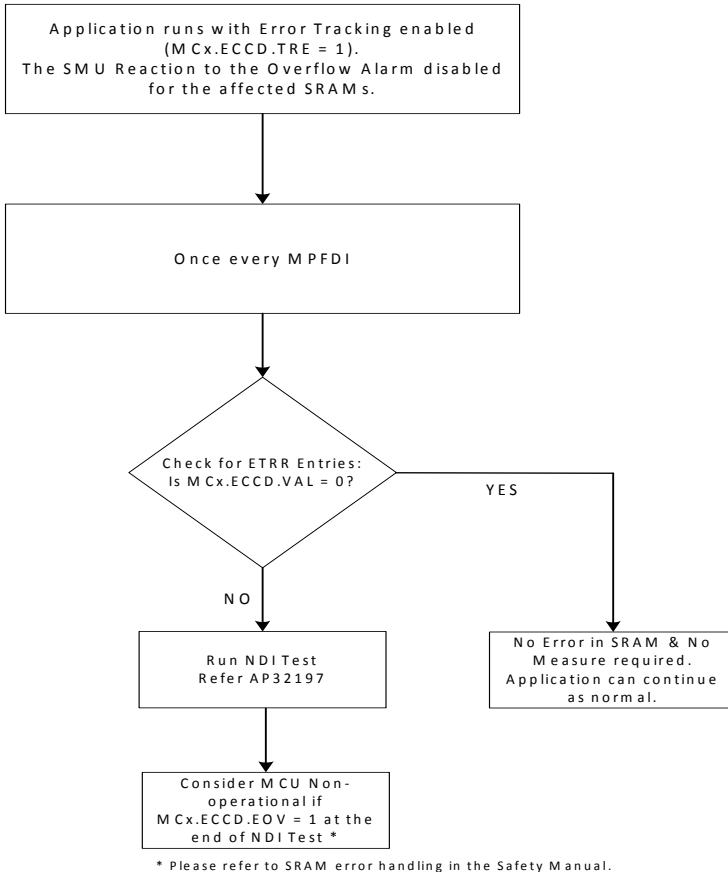 Application runs with Error Tracking enabled
(MCx.ECCD.TRE = 1).
The SMU Reaction to the Overflow Alarm disabled
for the affected SRAMs.
Once every MPFDI
Check for ETRR Entries:
Is MCx.ECCD.VAL = 0?
YES
NO
Run NDI Test
Refer AP32197
No Error in SRAM & No
Measure required.
Application can continue
as normal.
Consider MCU Non-
operational if
MCx.ECCD.EOV = 1 at the
end of NDI Test *
* Please refer to SRAM error handling in the Safety Manual.